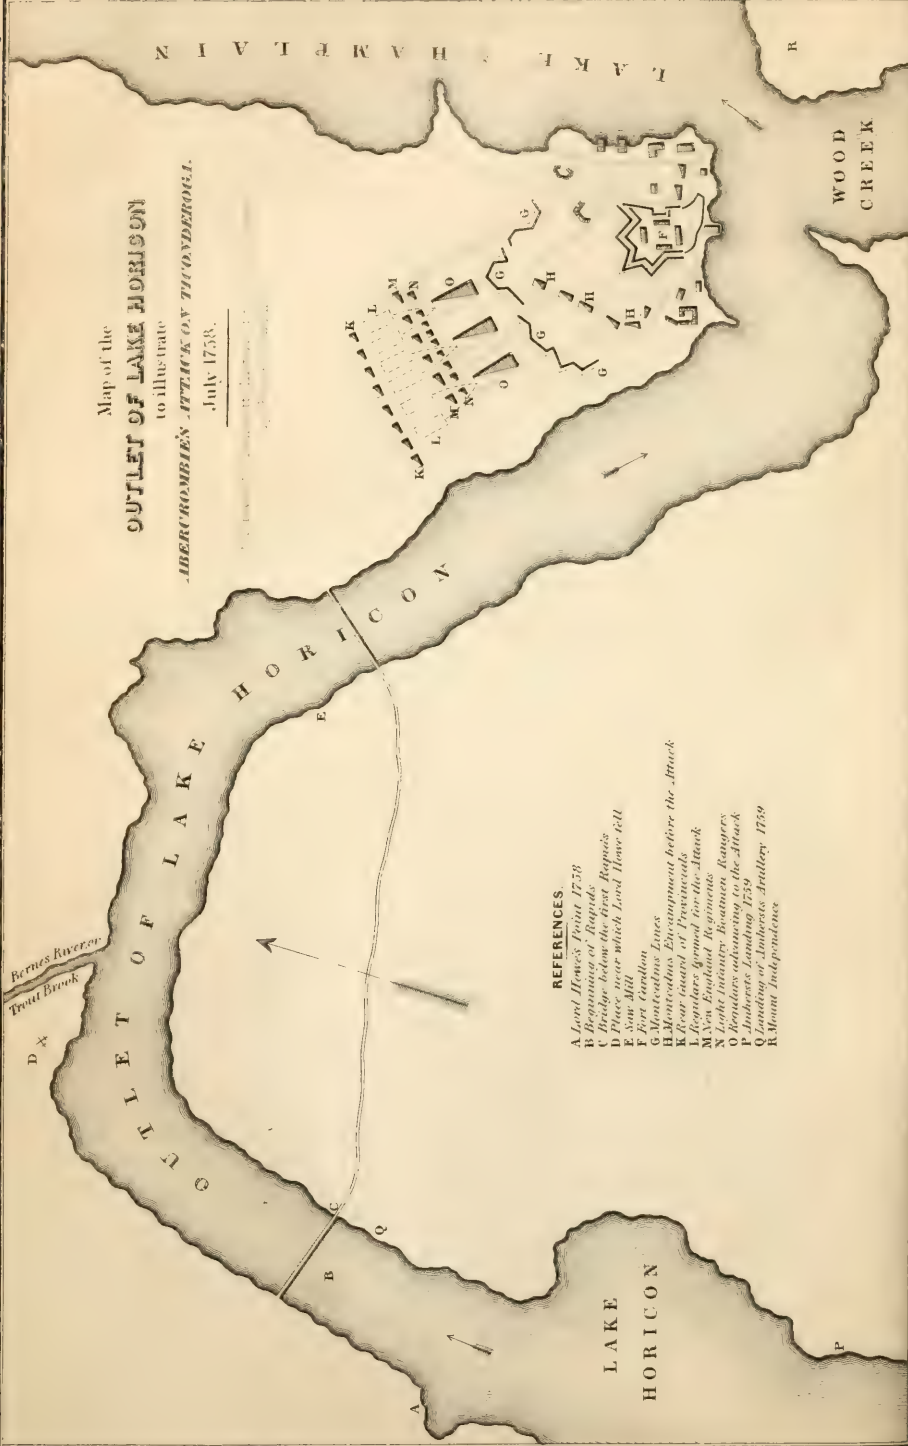 Map of the
OUTLET OF LAKE HORICON
to illustrate
ABERCROMBIE'S ATTACK ON TICONDEROGA.
July 1758.
LAKE CHAMPLAIN
R
WOOD
CREEK
G
G
G
G
F
H
H
H
O
O
K
K
L
L
M
M
N
N
OUTLET OF LAKE HORICON
Bernes River or
Trout Brook
D
E
C
B
Q
A
P
LAKE
HORICON
REFERENCES.
A Lord Howe's Point 1758
B Beginning of Rapids
C Bridge below the first Rapids
D Place near which Lord Howe fell
E Saw Mill
F Fort Carillon
G Montcalms Lines
H Montcalms Encampment before the Attack
K Rear Guard of Provincials
L Regulars formed for the Attack
M New England Regiments
N Light Infantry Boatmen Rangers
O Regulars advancing to the Attack
P Amhersts Landing 1759
Q Landing of Amhersts Artillery 1759
R Mount Independence